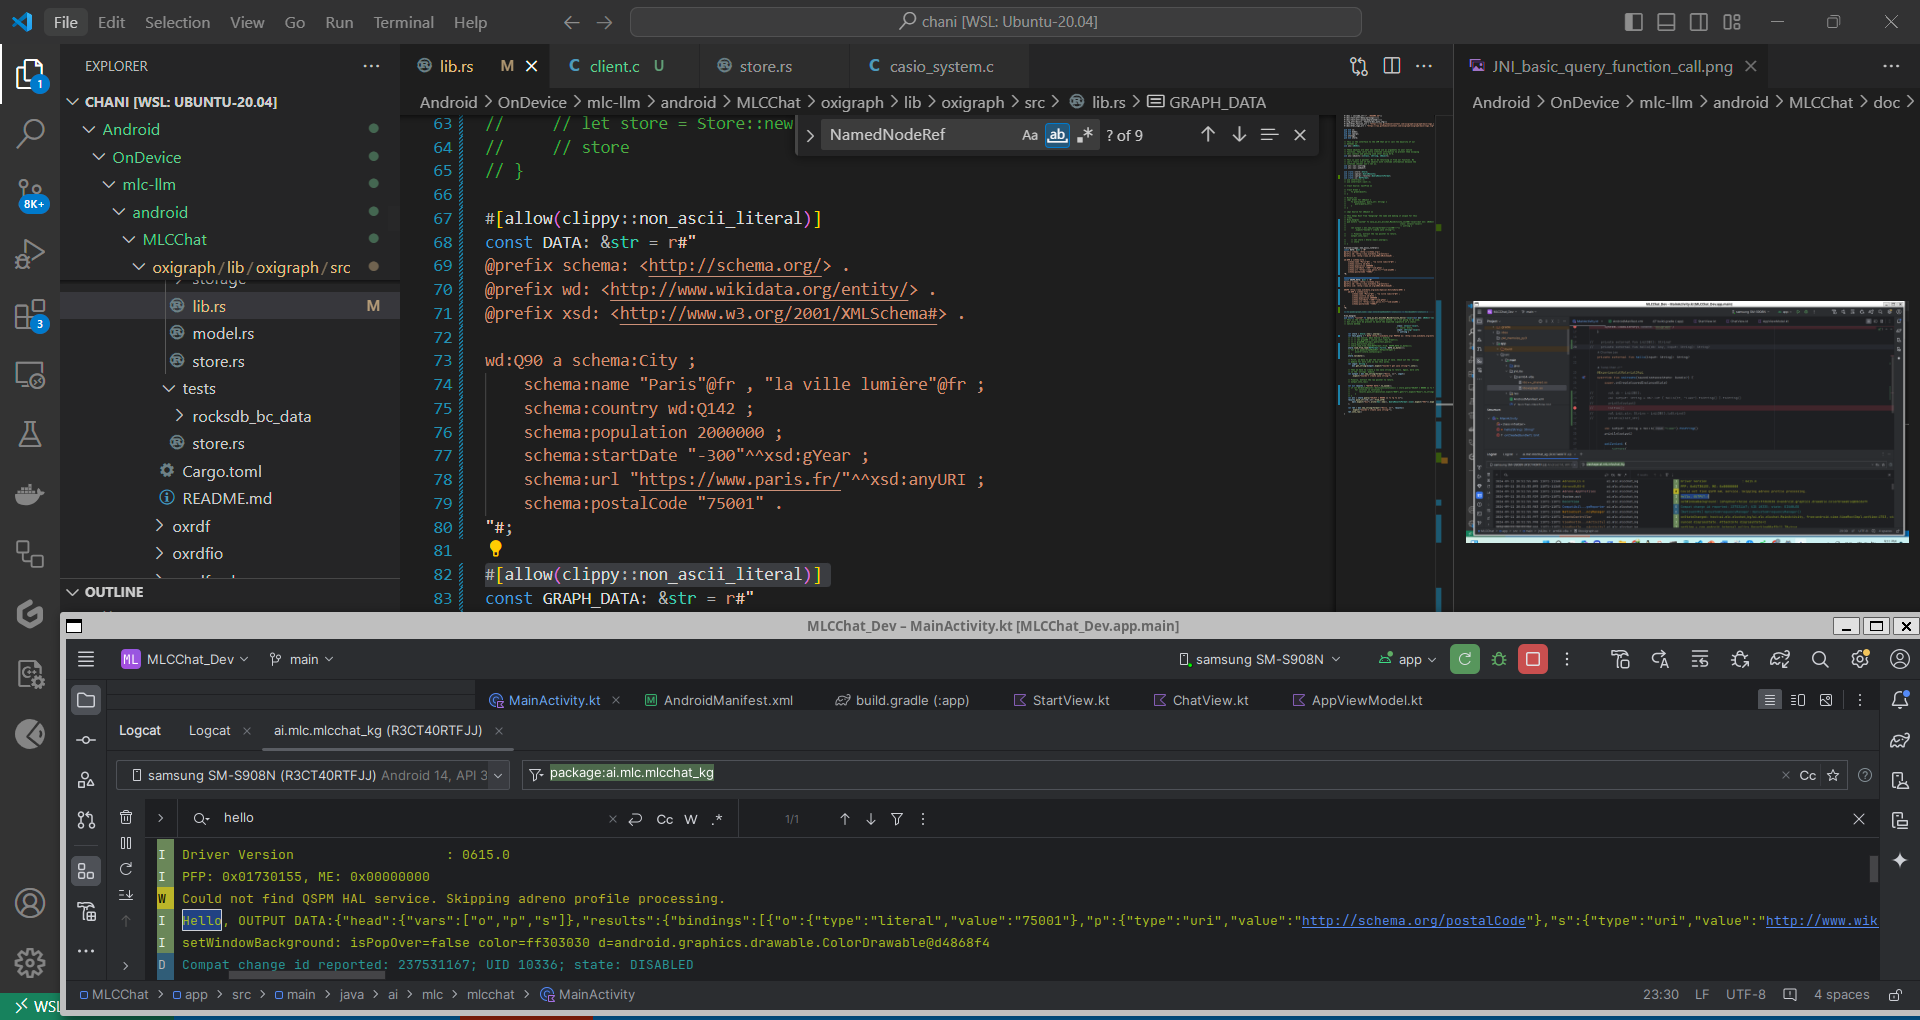 File Edit Selection View Go Run Terminal Help
chani [WSL: Ubuntu-20.04]
EXPLORER
CHANI [WSL: UBUNTU-20.04]
Android
OnDevice
mlc-llm
android
MLCChat
oxigraph/lib/oxigraph/src
storage
lib.rs M
model.rs
store.rs
tests
rocksdb_bc_data
store.rs
Cargo.toml
README.md
oxrdf
oxrdfio
OUTLINE
1
8K+
3
WSL
lib.rs M
client.c U
store.rs
casio_system.c
Android > OnDevice > mlc-llm > android > MLCChat > oxigraph > lib > oxigraph > src > lib.rs > GRAPH_DATA
NamedNodeRef Aa ab .* ? of 9
63 // // let store = Store::new
64 // // store
65 // }
66
67 #[allow(clippy::non_ascii_literal)]
68 const DATA: &str = r#"
69 @prefix schema: <http://schema.org/> .
70 @prefix wd: <http://www.wikidata.org/entity/> .
71 @prefix xsd: <http://www.w3.org/2001/XMLSchema#> .
72
73 wd:Q90 a schema:City ;
74 schema:name "Paris"@fr , "la ville lumière"@fr ;
75 schema:country wd:Q142 ;
76 schema:population 2000000 ;
77 schema:startDate "-300"^^xsd:gYear ;
78 schema:url "https://www.paris.fr/"^^xsd:anyURI ;
79 schema:postalCode "75001" .
80 "#;
81
82 #[allow(clippy::non_ascii_literal)]
83 const GRAPH_DATA: &str = r#"
JNI_basic_query_function_call.png
Android > OnDevice > mlc-llm > android > MLCChat > doc >
MLCChat_Dev – MainActivity.kt [MLCChat_Dev.app.main]
ML MLCChat_Dev main samsung SM-S908N app
MainActivity.kt AndroidManifest.xml build.gradle (:app) StartView.kt ChatView.kt AppViewModel.kt
Logcat Logcat ai.mlc.mlcchat_kg (R3CT40RTFJJ)
samsung SM-S908N (R3CT40RTFJJ) Android 14, API 3
package:ai.mlc.mlcchat_kg Cc
hello Cc W .* 1/1
I Driver Version : 0615.0
I PFP: 0x01730155, ME: 0x00000000
W Could not find QSPM HAL service. Skipping adreno profile processing.
I Hello, OUTPUT DATA:{"head":{"vars":["o","p","s"]},"results":{"bindings":[{"o":{"type":"literal","value":"75001"},"p":{"type":"uri","value":"http://schema.org/postalCode"},"s":{"type":"uri","value":"http://www.wik
I setWindowBackground: isPopOver=false color=ff303030 d=android.graphics.drawable.ColorDrawable@d4868f4
D Compat change id reported: 237531167; UID 10336; state: DISABLED
MLCChat > app > src > main > java > ai > mlc > mlcchat > MainActivity
23:30 LF UTF-8 4 spaces